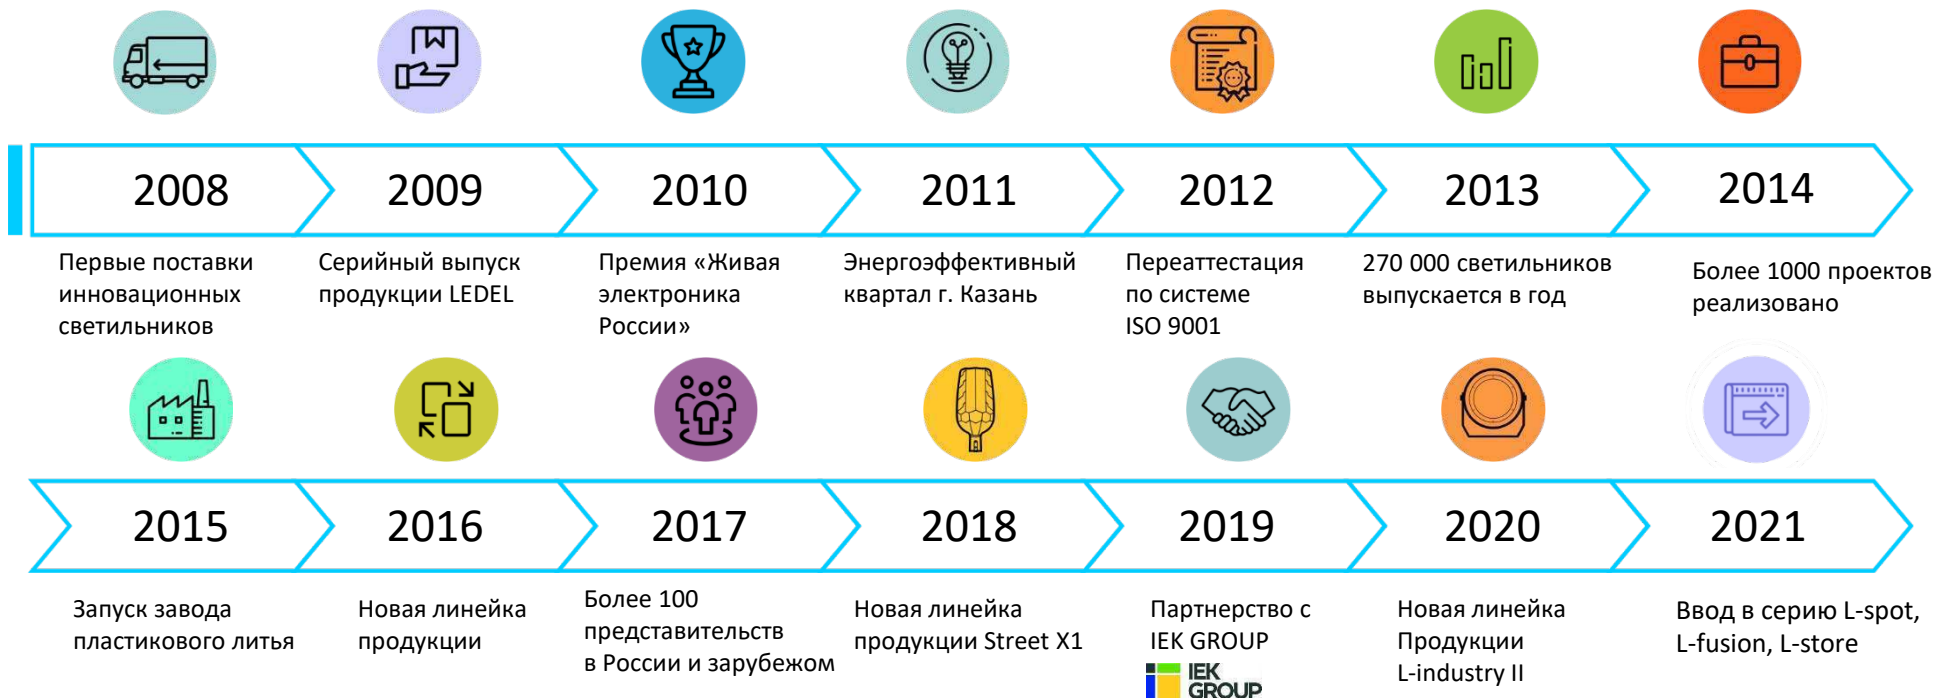 2008
2009
2010
2011
2012
2013
2014
Первые поставки
инновационных
светильников
Серийный выпуск
продукции LEDEL
Премия «Живая
электроника
России»
Энергоэффективный
квартал г. Казань
Переаттестация
по системе
ISO 9001
270 000 светильников
выпускается в год
Более 1000 проектов
реализовано
2015
2016
2017
2018
2019
2020
2021
Запуск завода
пластикового литья
Новая линейка
продукции
Более 100
представительств
в России и зарубежом
Новая линейка
продукции Street X1
Партнерство с
IEK GROUP
IEK
GROUP
Новая линейка
Продукции
L-industry II
Ввод в серию L-spot,
L-fusion, L-store